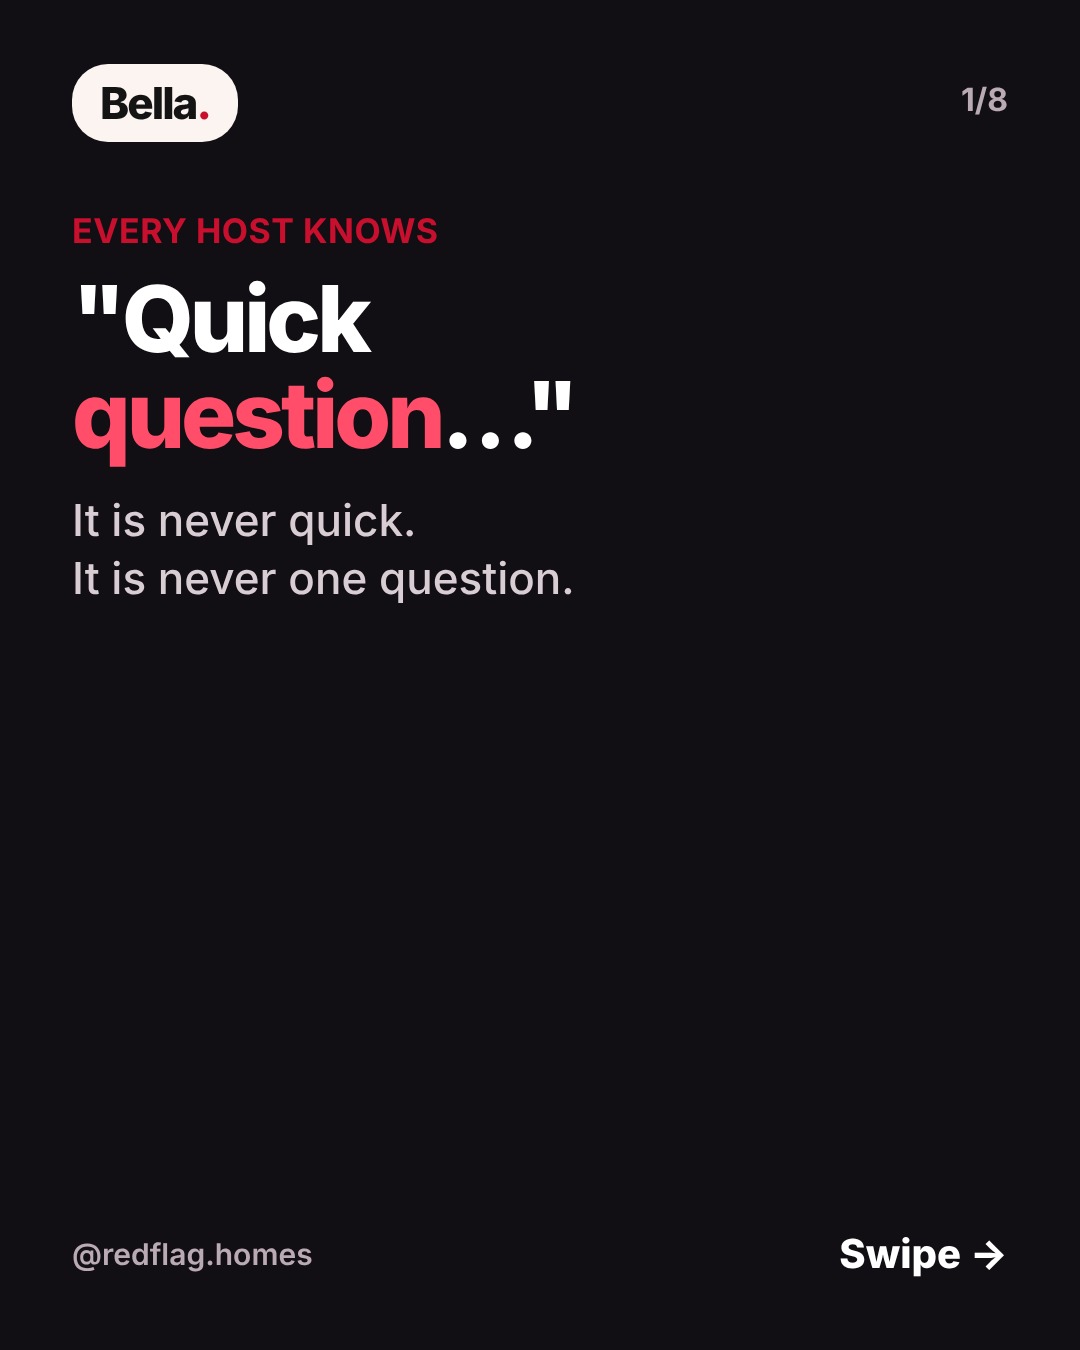 Bella.
1/8
EVERY HOST KNOWS
"Quick
question…"
It is never quick.
It is never one question.
@redflag.homes
Swipe →